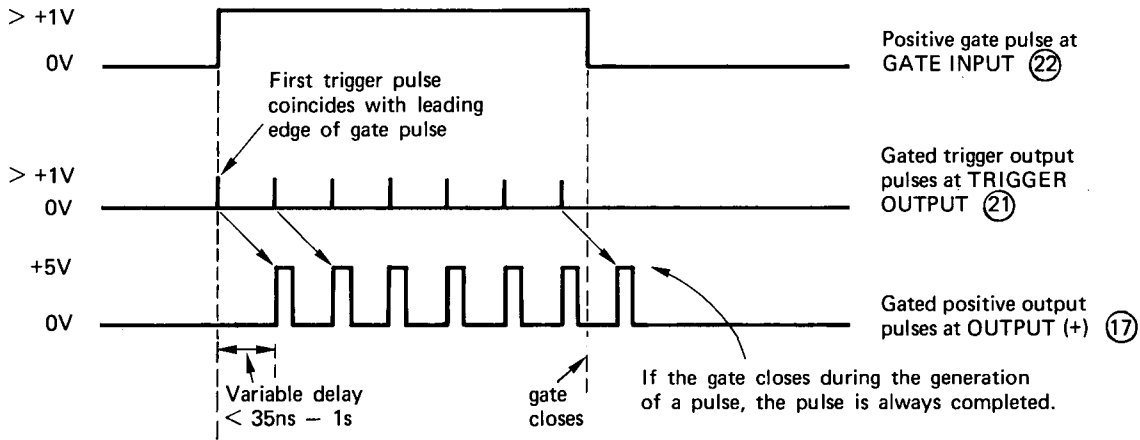 > +1V
0V
Positive gate pulse at
GATE INPUT (22)
First trigger pulse
coincides with leading
edge of gate pulse
> +1V
0V
Gated trigger output
pulses at TRIGGER
OUTPUT (21)
+5V
0V
Gated positive output
pulses at OUTPUT (+) (17)
Variable delay
< 35ns – 1s
gate
closes
If the gate closes during the generation
of a pulse, the pulse is always completed.